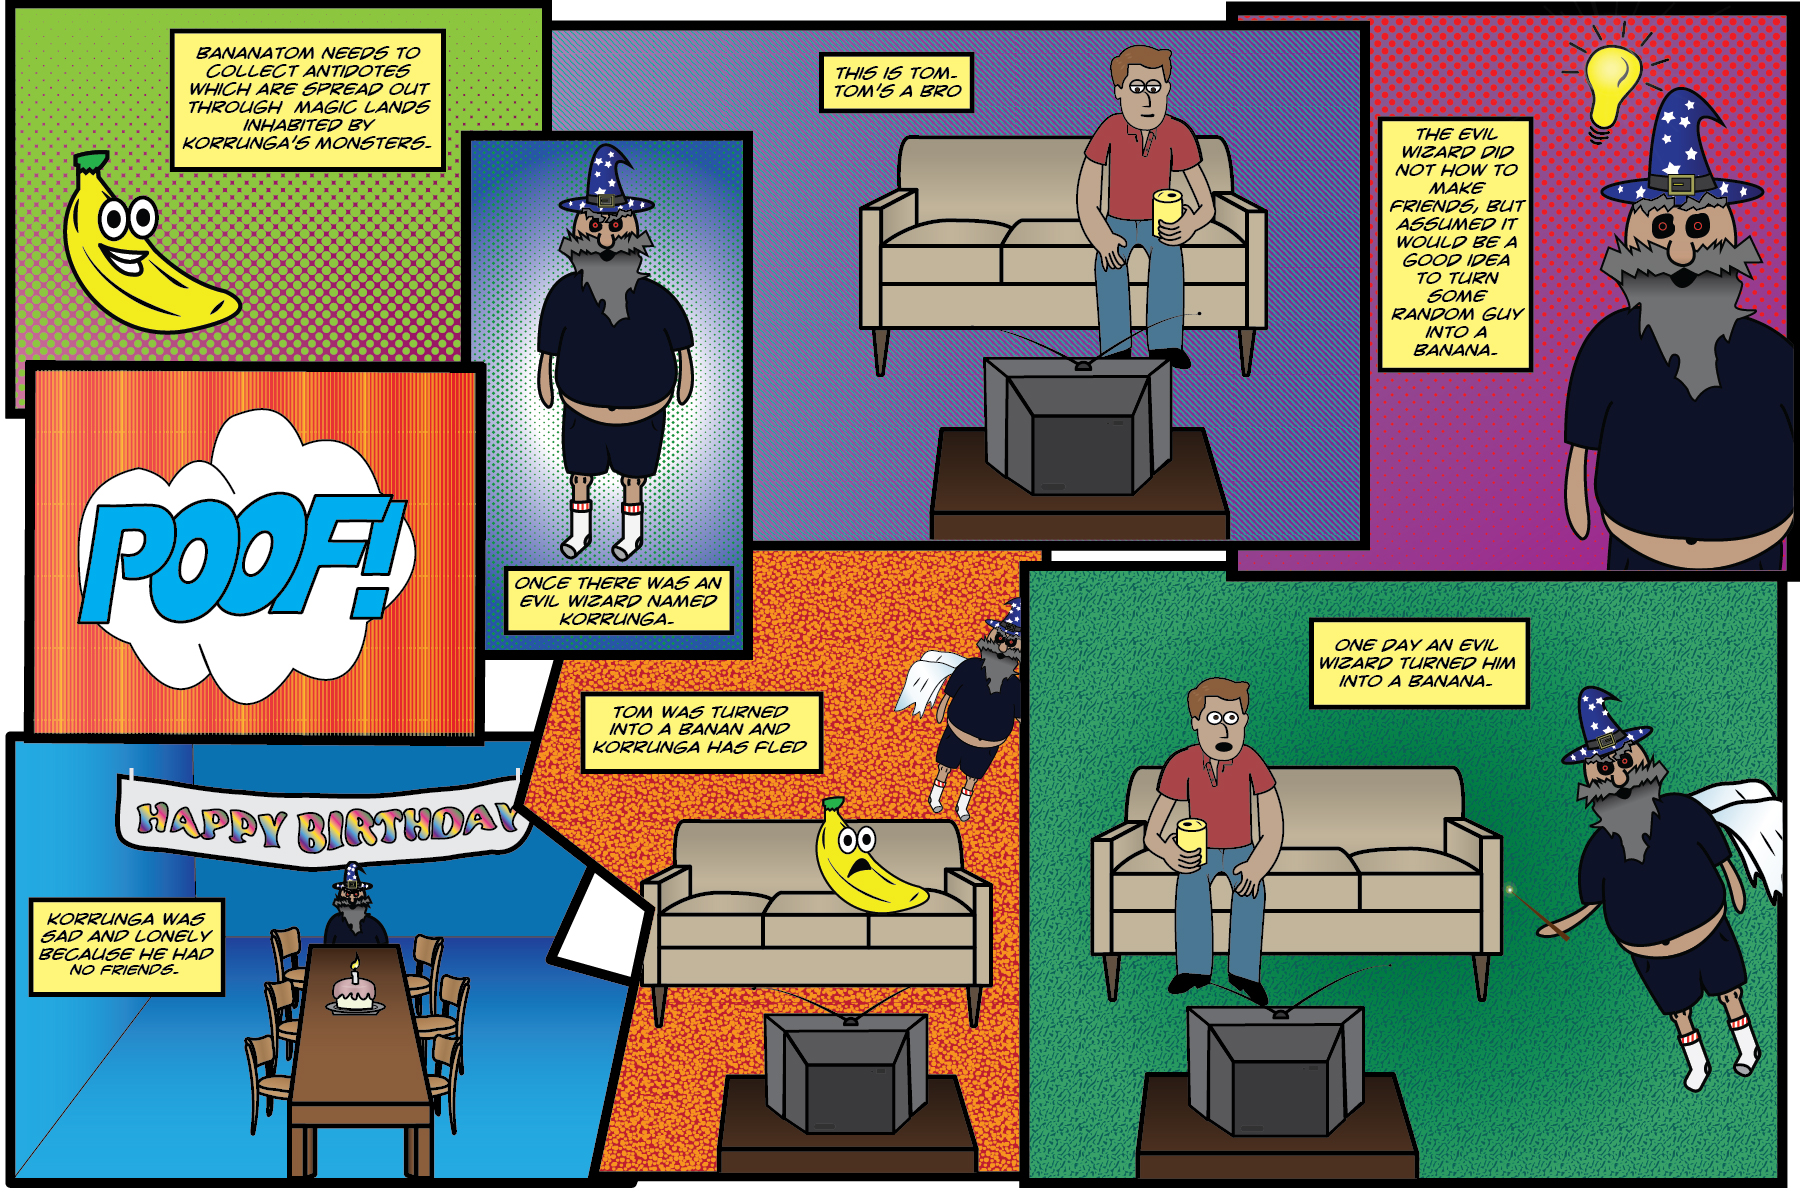 BANANATOM NEEDS TO
COLLECT ANTIDOTES
WHICH ARE SPREAD OUT
THROUGH MAGIC LANDS
INHABITED BY
KORRUNGA'S MONSTERS.
THIS IS TOM.
TOM'S A BRO
THE EVIL
WIZARD DID
NOT HOW TO
MAKE
FRIENDS, BUT
ASSUMED IT
WOULD BE A
GOOD IDEA
TO TURN
SOME
RANDOM GUY
INTO A
BANANA.
POOF!
ONCE THERE WAS AN
EVIL WIZARD NAMED
KORRUNGA.
TOM WAS TURNED
INTO A BANAN AND
KORRUNGA HAS FLED
ONE DAY AN EVIL
WIZARD TURNED HIM
INTO A BANANA.
HAPPY BIRTHDAY
KORRUNGA WAS
SAD AND LONELY
BECAUSE HE HAD
NO FRIENDS.